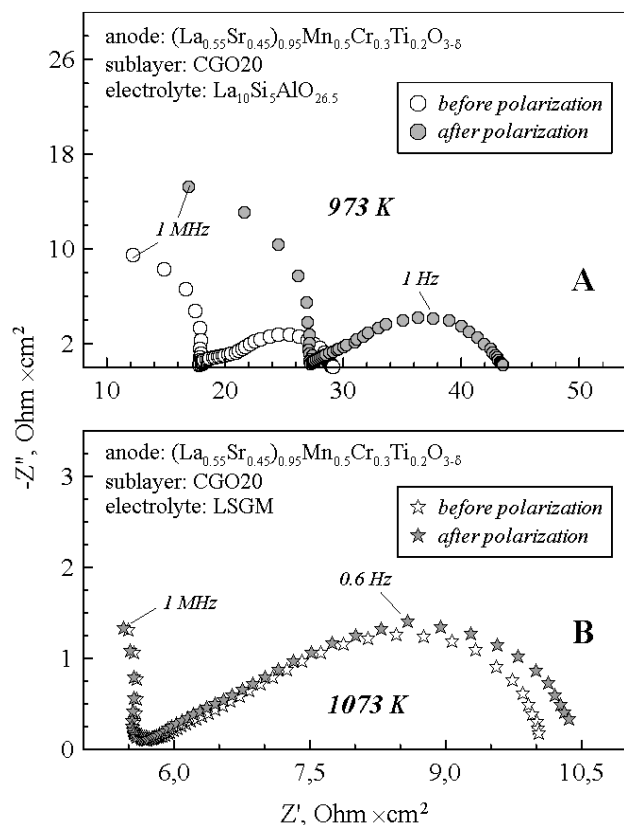 anode: (La0.55Sr0.45)0.95Mn0.5Cr0.3Ti0.2O3-δ
sublayer: CGO20
electrolyte: La10Si5AlO26.5
before polarization
after polarization
973 K
1 MHz
1 Hz
A
26
18
10
2
10
20
30
40
50
-Z'', Ohm ×cm2
anode: (La0.55Sr0.45)0.95Mn0.5Cr0.3Ti0.2O3-δ
sublayer: CGO20
electrolyte: LSGM
before polarization
after polarization
0.6 Hz
1 MHz
B
1073 K
3
2
1
0
6,0
7,5
9,0
10,5
Z', Ohm ×cm2